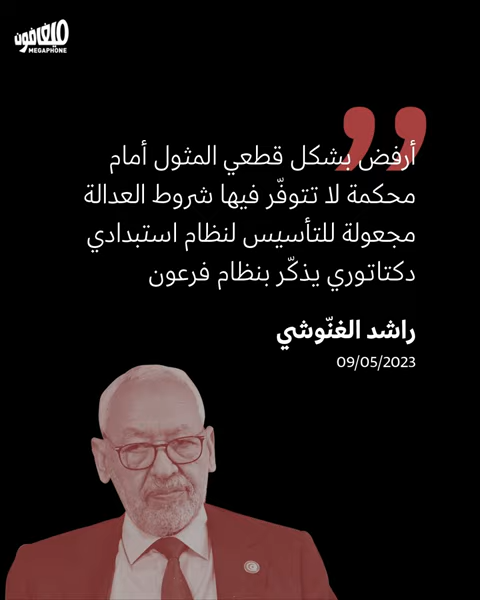 ميغافون
MEGAPHONE
أرفض بشكل قطعي المثول أمام
محكمة لا تتوفّر فيها شروط العدالة
مجعولة للتأسيس لنظام استبدادي
دكتاتوري يذكّر بنظام فرعون
راشد الغنّوشي
09/05/2023